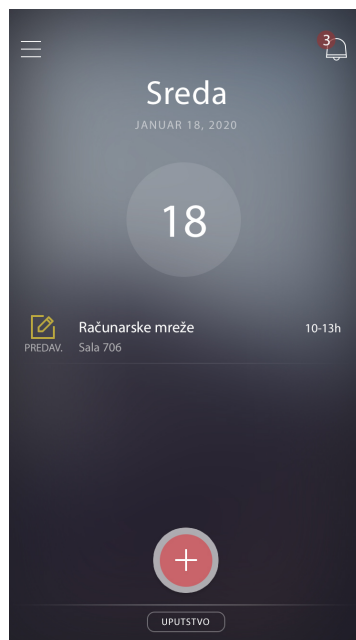 3
Sreda
JANUAR 18, 2020
18
Računarske mreže 10-13h
PREDAV. Sala 706
UPUTSTVO